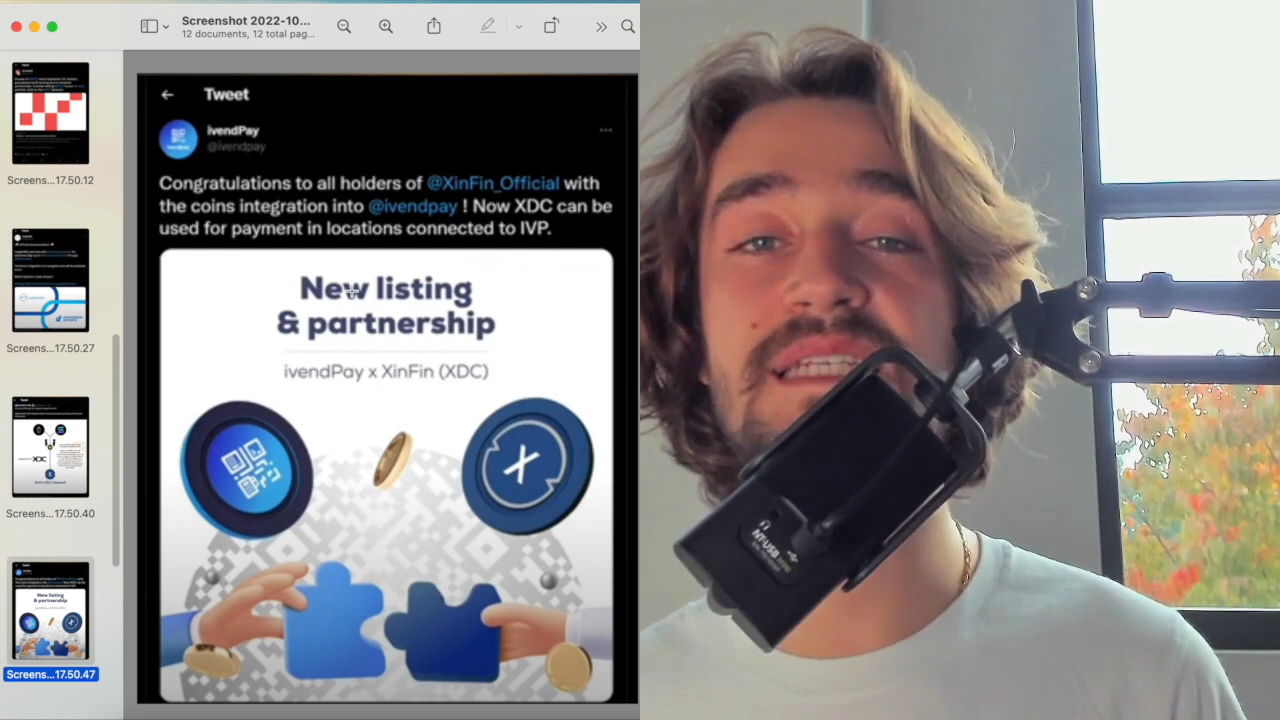 Screenshot 2022-10...
12 documents, 12 total pag...
Screens...17.50.12
Screens...17.50.27
Screens...17.50.40
Screens...17.50.47
Tweet
ivendPay
@ivendpay
Congratulations to all holders of @XinFin_Official with
the coins integration into @ivendpay ! Now XDC can be
used for payment in locations connected to IVP.
New listing
& partnership
ivendPay x XinFin (XDC)
NT-USB